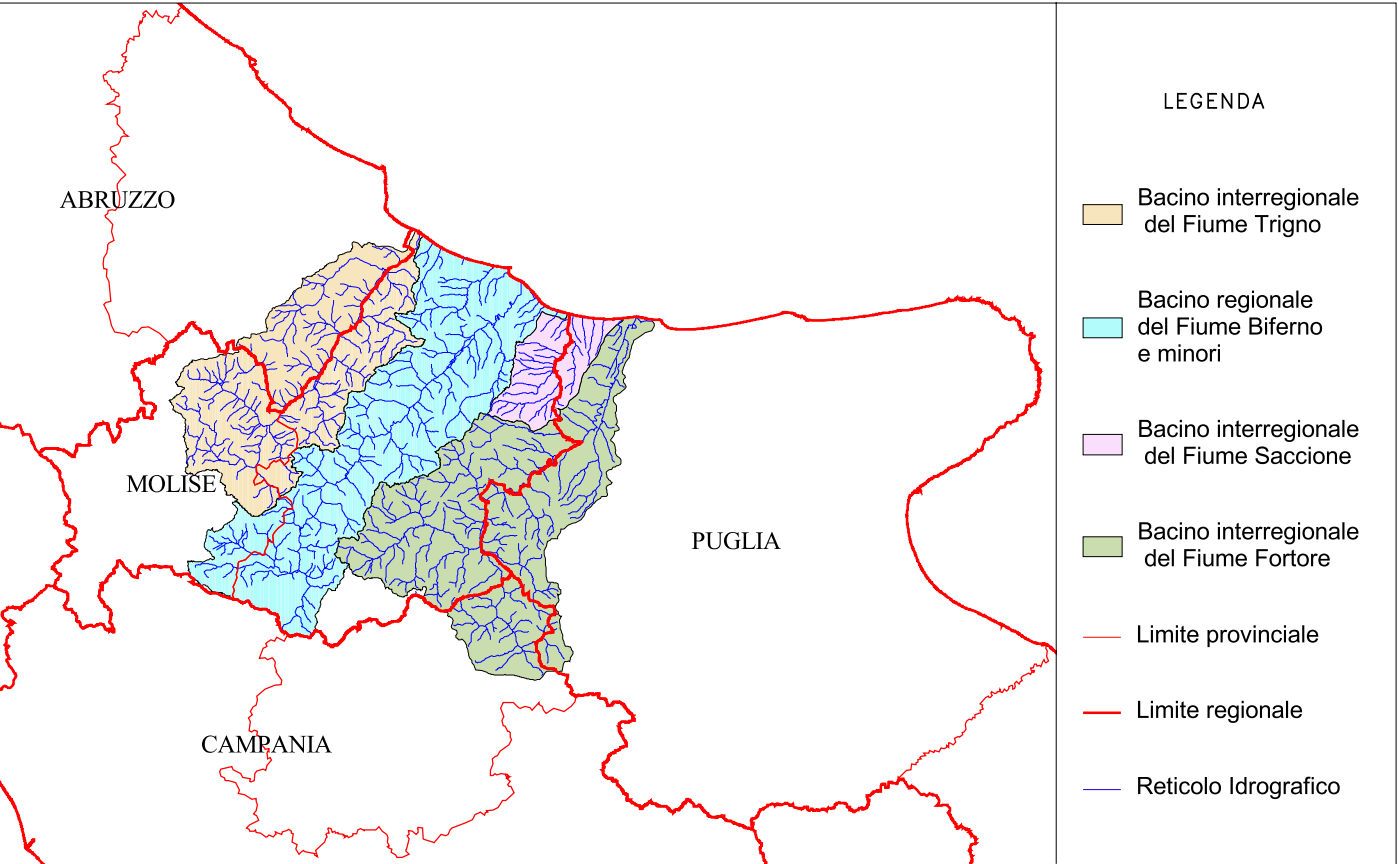 ABRUZZO
MOLISE
PUGLIA
CAMPANIA
LEGENDA
Bacino interregionale
del Fiume Trigno
Bacino regionale
del Fiume Biferno
e minori
Bacino interregionale
del Fiume Saccione
Bacino interregionale
del Fiume Fortore
Limite provinciale
Limite regionale
Reticolo Idrografico